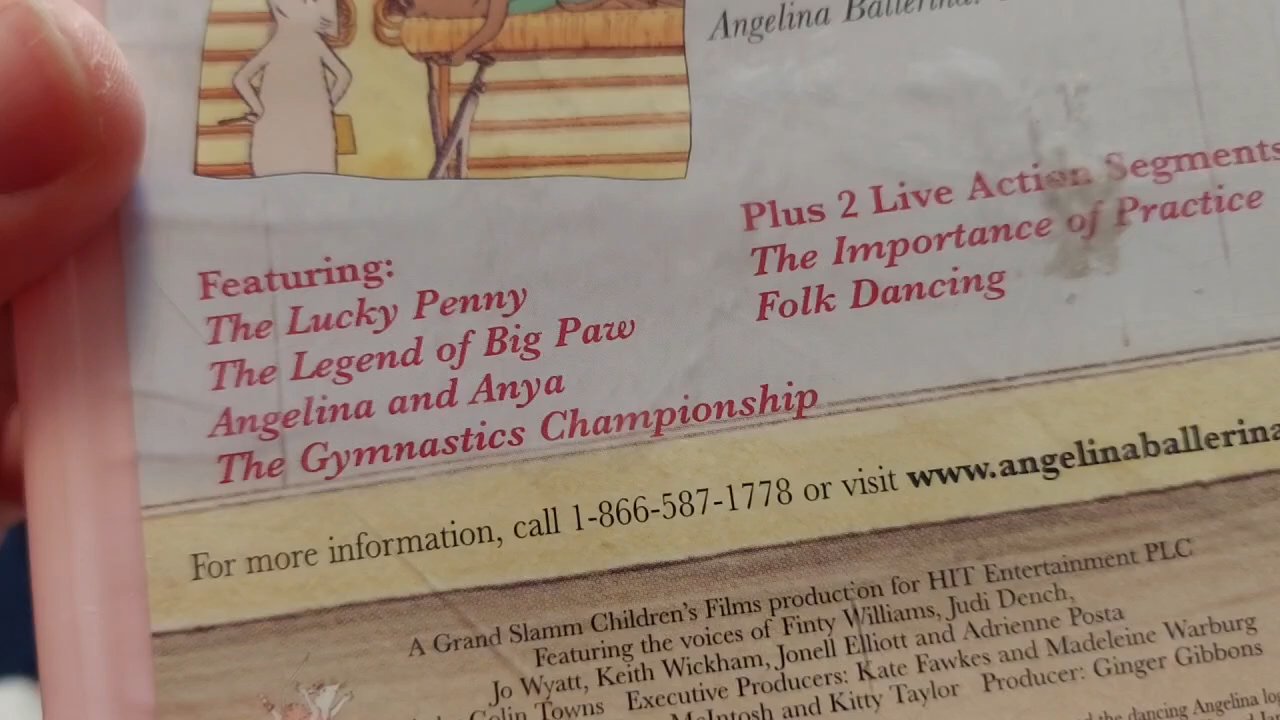 Angelina Ballerina.
Plus 2 Live Action Segments
The Importance of Practice
Folk Dancing
Featuring:
The Lucky Penny
The Legend of Big Paw
Angelina and Anya
The Gymnastics Championship
For more information, call 1-866-587-1778 or visit www.angelinaballerina
A Grand Slamm Children's Films production for HIT Entertainment PLC
Featuring the voices of Finty Williams, Judi Dench,
Jo Wyatt, Keith Wickham, Jonell Elliott and Adrienne Posta
Colin Towns Executive Producers: Kate Fawkes and Madeleine Warburg
McIntosh and Kitty Taylor Producer: Ginger Gibbons
the dancing Angelina